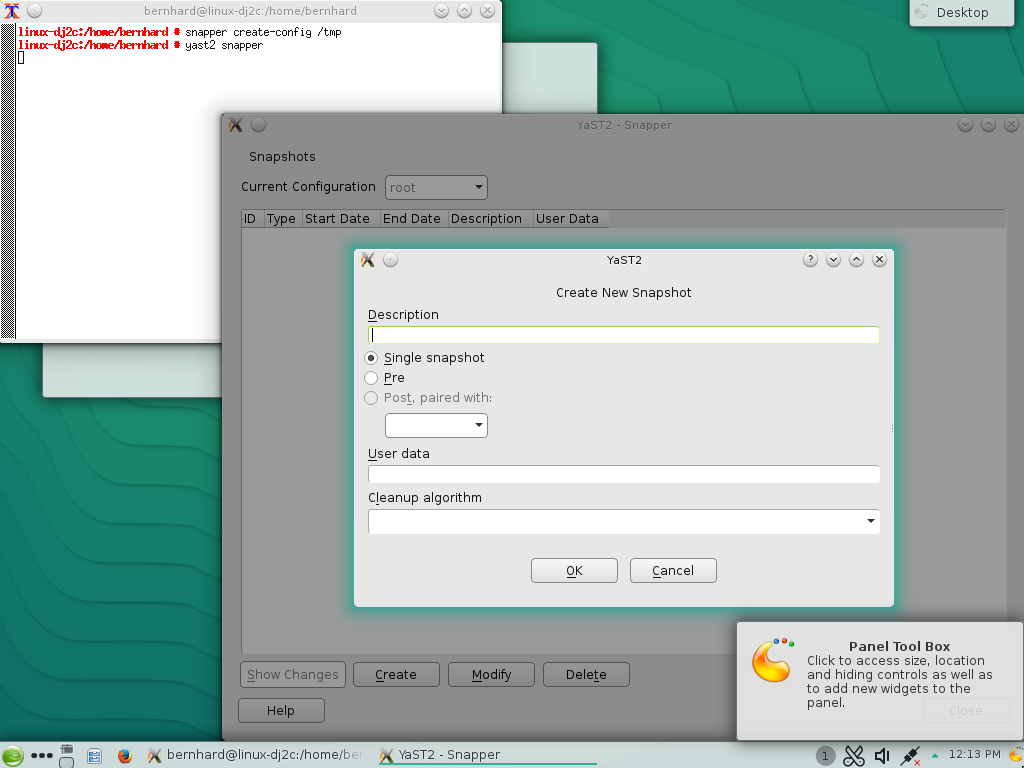 bernhard@linux-dj2c:/home/bernhard
linux-dj2c:/home/bernhard # snapper create-config /tmp
linux-dj2c:/home/bernhard # yast2 snapper
Desktop
YaST2 - Snapper
Snapshots
Current Configuration root
ID Type Start Date End Date Description User Data
YaST2
?
Create New Snapshot
Description
Single snapshot
Pre
Post, paired with:
User data
Cleanup algorithm
OK Cancel
Show Changes Create Modify Delete
Help
Panel Tool Box
Click to access size, location
and hiding controls as well as
to add new widgets to the
panel.
Close
bernhard@linux-dj2c:/home/be
YaST2 - Snapper
1
12:13 PM